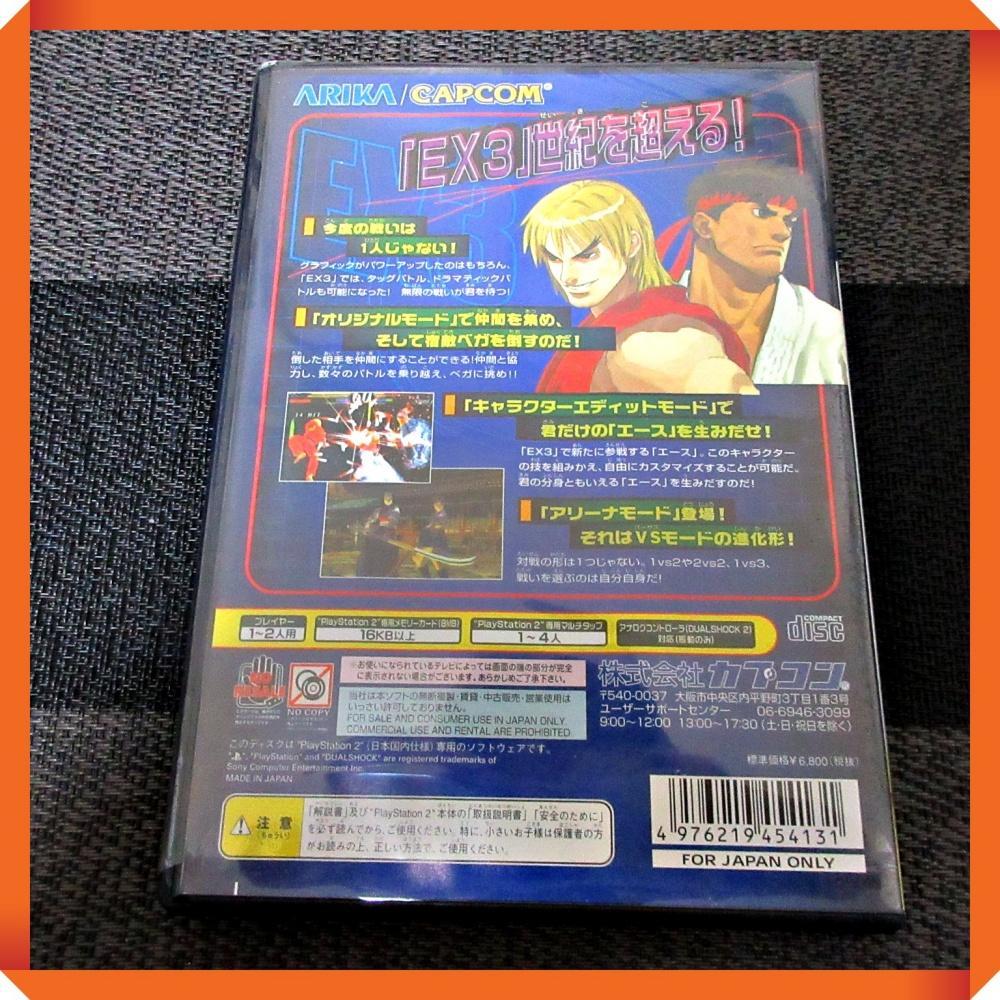 ARIKA/CAPCOM
「EX3」世紀を超える!
今度の戦いは
1人じゃない!
グラフィックがパワーアップしたのはもちろん、
「EX3」では、タッグバトル、ドラマティックバ
トルも可能になった! 無限の戦いが君を待つ!
「オリジナルモード」で仲間を集め、
そして宿敵ベガを倒すのだ!
倒した相手を仲間にすることができる!仲間と協
力し、数々のバトルを乗り越え、ベガに挑め!!
「キャラクターエディットモード」で
君だけの「エース」を生みだせ!
「EX3」で新たに参戦する「エース」。このキャラクター
の技を組みかえ、自由にカスタマイズすることが可能だ。
君の分身ともいえる「エース」を生みだすのだ!
「アリーナモード」登場!
それはVSモードの進化形!
対戦の形は1つじゃない。1vs2や2vs2、1vs3、
戦いを選ぶのは自分自身だ!
プレイヤー
1~2人用
"PlayStation 2"専用メモリーカード(8MB)
16KB以上
"PlayStation 2"専用マルチタップ
1~4人
アナログコントローラ(DUALSHOCK 2)
対応(振動のみ)
COMPACT
disc
NO COPY
※お使いになられているテレビによっては画面の端の部分が完全
に表示されない場合がございます。あらかじめご了承下さい。
当社は本ソフトの無断複製・賃貸・中古販売・営業使用は
いっさい許可しておりません。
FOR SALE AND CONSUMER USE IN JAPAN ONLY.
COMMERCIAL USE AND RENTAL ARE PROHIBITED
株式会社 カプコン
〒540-0037 大阪市中央区内平野町3丁目1番3号
ユーザーサポートセンター 06-6946-3099
9:00~12:00 13:00~17:30 (土・日・祝日を除く)
このディスクは"PlayStation 2"(日本国内仕様)専用のソフトウェアです。
"PlayStation" and "DUALSHOCK" are registered trademarks of
Sony Computer Entertainment Inc.
MADE IN JAPAN
標準価格¥6,800(税抜)
注意
(ちゅうい)
「解説書」及び"PlayStation 2"本体の「取扱説明書」「安全のために」
を必ず読んでから、ご使用ください。特に、小さいお子様は保護者の方
がお読みの上、正しい方法で、ご使用ください。
4 976219 454131
FOR JAPAN ONLY